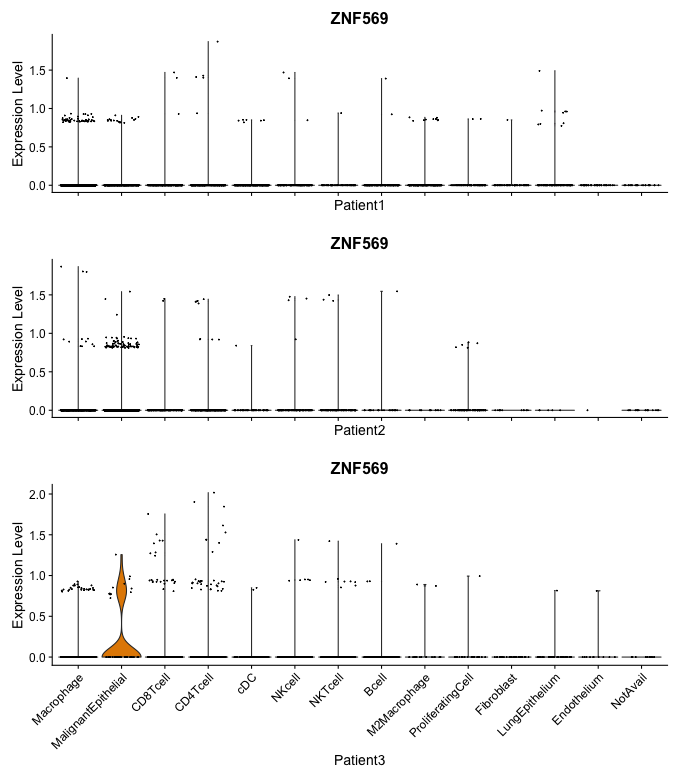 ZNF569
Expression Level
1.5
1.0
0.5
0.0
Patient1
ZNF569
Expression Level
1.5
1.0
0.5
0.0
Patient2
ZNF569
Expression Level
2.0
1.5
1.0
0.5
0.0
Macrophage
MalignantEpithelial
CD8Tcell
CD4Tcell
cDC
NKcell
NKTcell
Bcell
M2Macrophage
ProliferatingCell
Fibroblast
LungEpithelium
Endothelium
NotAvail
Patient3